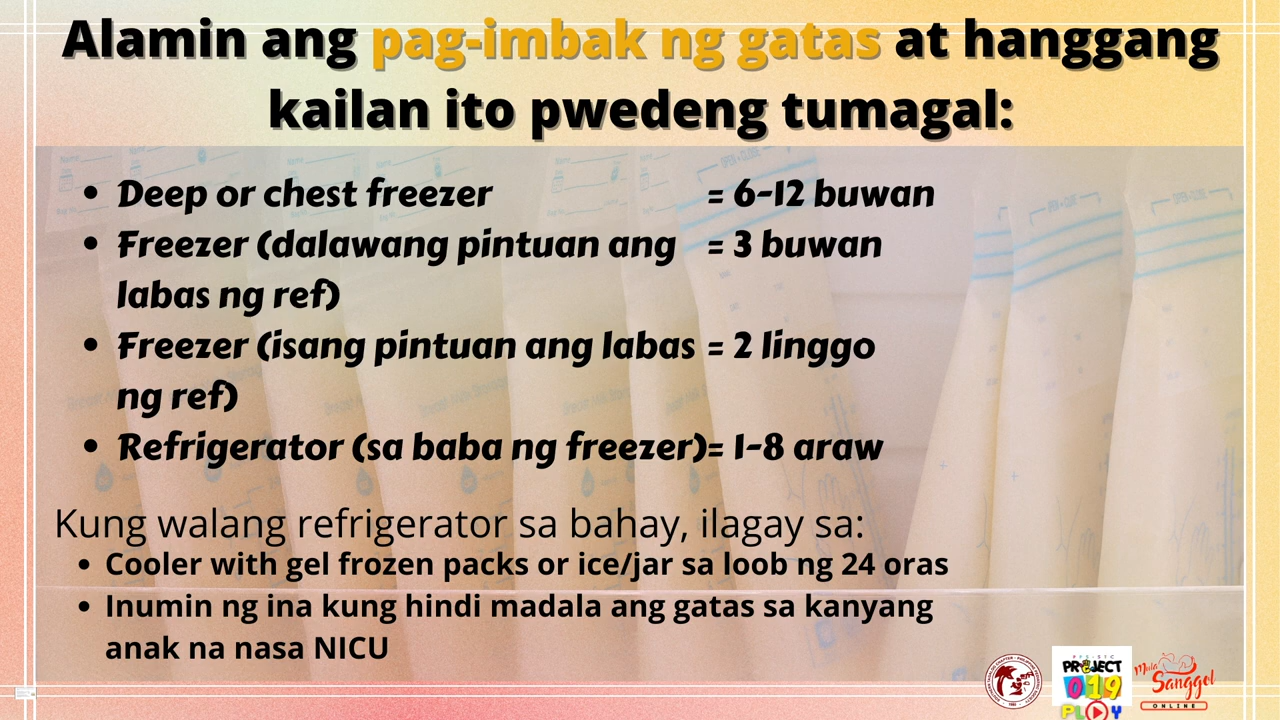 Alamin ang pag-imbak ng gatas at hanggang
kailan ito pwedeng tumagal:
• Deep or chest freezer = 6-12 buwan
• Freezer (dalawang pintuan ang = 3 buwan
labas ng ref)
• Freezer (isang pintuan ang labas = 2 linggo
ng ref)
• Refrigerator (sa baba ng freezer)= 1-8 araw
Kung walang refrigerator sa bahay, ilagay sa:
• Cooler with gel frozen packs or ice/jar sa loob ng 24 oras
• Inumin ng ina kung hindi madala ang gatas sa kanyang
anak na nasa NICU
PROJECT
019
PLAY
Mula
Sanggol
ONLINE